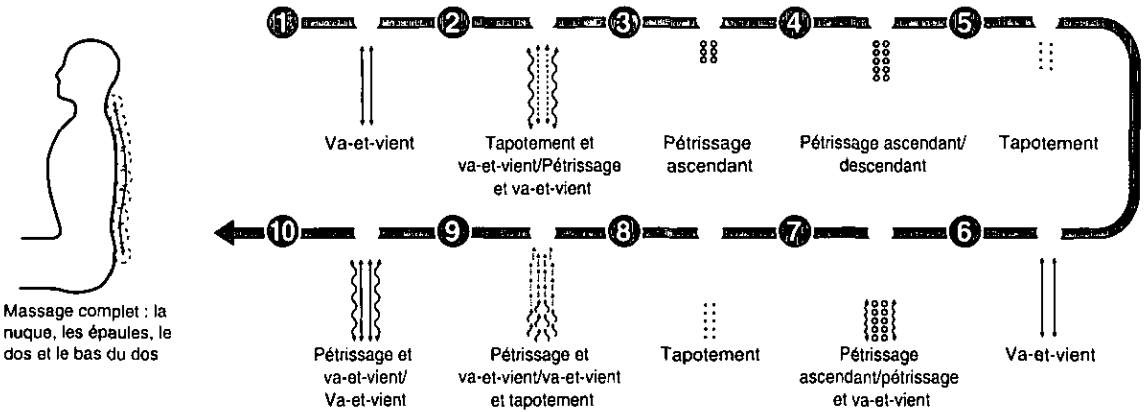 1 2 3 4 5
Va-et-vient
Tapotement et
va-et-vient/Pétrissage
et va-et-vient
Pétrissage
ascendant
Pétrissage ascendant/
descendant
Tapotement
10 9 8 7 6
Massage complet : la
nuque, les épaules, le
dos et le bas du dos
Pétrissage et
va-et-vient/
Va-et-vient
Pétrissage et
va-et-vient/va-et-vient
et tapotement
Tapotement
Pétrissage
ascendant/pétrissage
et va-et-vient
Va-et-vient